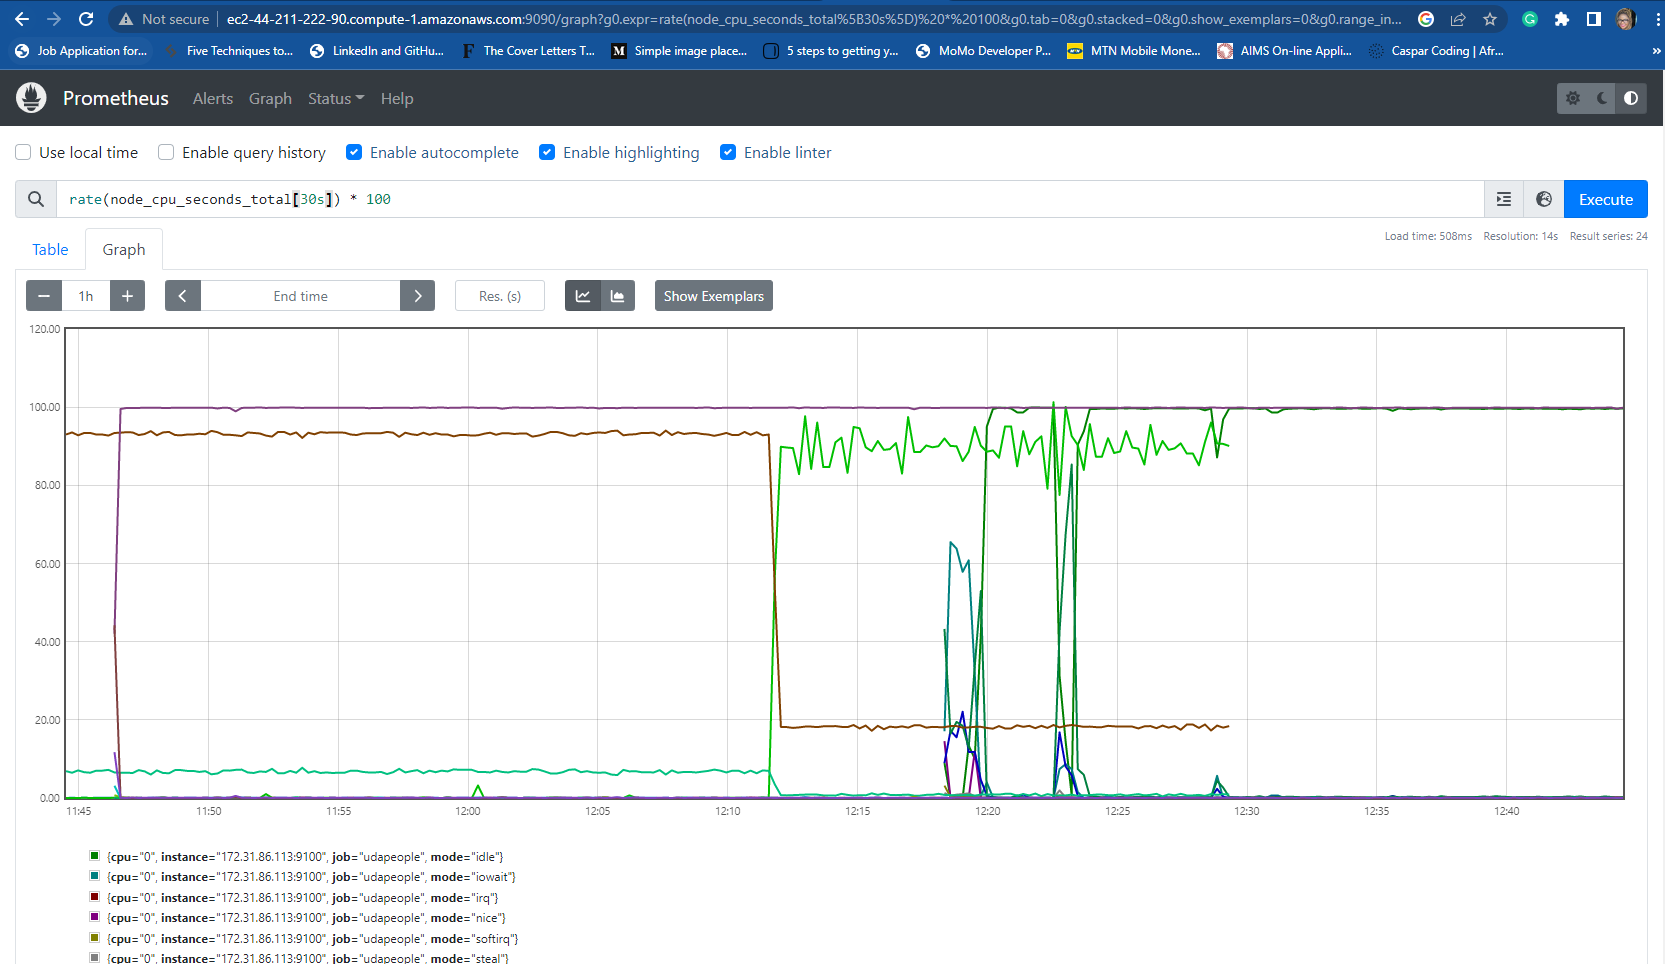 Not secure | ec2-44-211-222-90.compute-1.amazonaws.com:9090/graph?g0.expr=rate(node_cpu_seconds_total%5B30s%5D)%20*%20100&g0.tab=0&g0.stacked=0&g0.show_exemplars=0&g0.range_in...
Job Application for... Five Techniques to... LinkedIn and GitHu... F The Cover Letters T... M Simple image place... 5 steps to getting y... MoMo Developer P... MTN Mobile Mone... AIMS On-line Appli... Caspar Coding | Afr... »
Prometheus Alerts Graph Status Help
Use local time Enable query history Enable autocomplete Enable highlighting Enable linter
rate(node_cpu_seconds_total[30s]) * 100 Execute
Load time: 508ms Resolution: 14s Result series: 24
Table Graph
− 1h + < End time > Res. (s) Show Exemplars
120.00
100.00
80.00
60.00
40.00
20.00
0.00
11:45 11:50 11:55 12:00 12:05 12:10 12:15 12:20 12:25 12:30 12:35 12:40
{cpu="0", instance="172.31.86.113:9100", job="udapeople", mode="idle"}
{cpu="0", instance="172.31.86.113:9100", job="udapeople", mode="iowait"}
{cpu="0", instance="172.31.86.113:9100", job="udapeople", mode="irq"}
{cpu="0", instance="172.31.86.113:9100", job="udapeople", mode="nice"}
{cpu="0", instance="172.31.86.113:9100", job="udapeople", mode="softirq"}
{cpu="0", instance="172.31.86.113:9100", job="udapeople", mode="steal"}